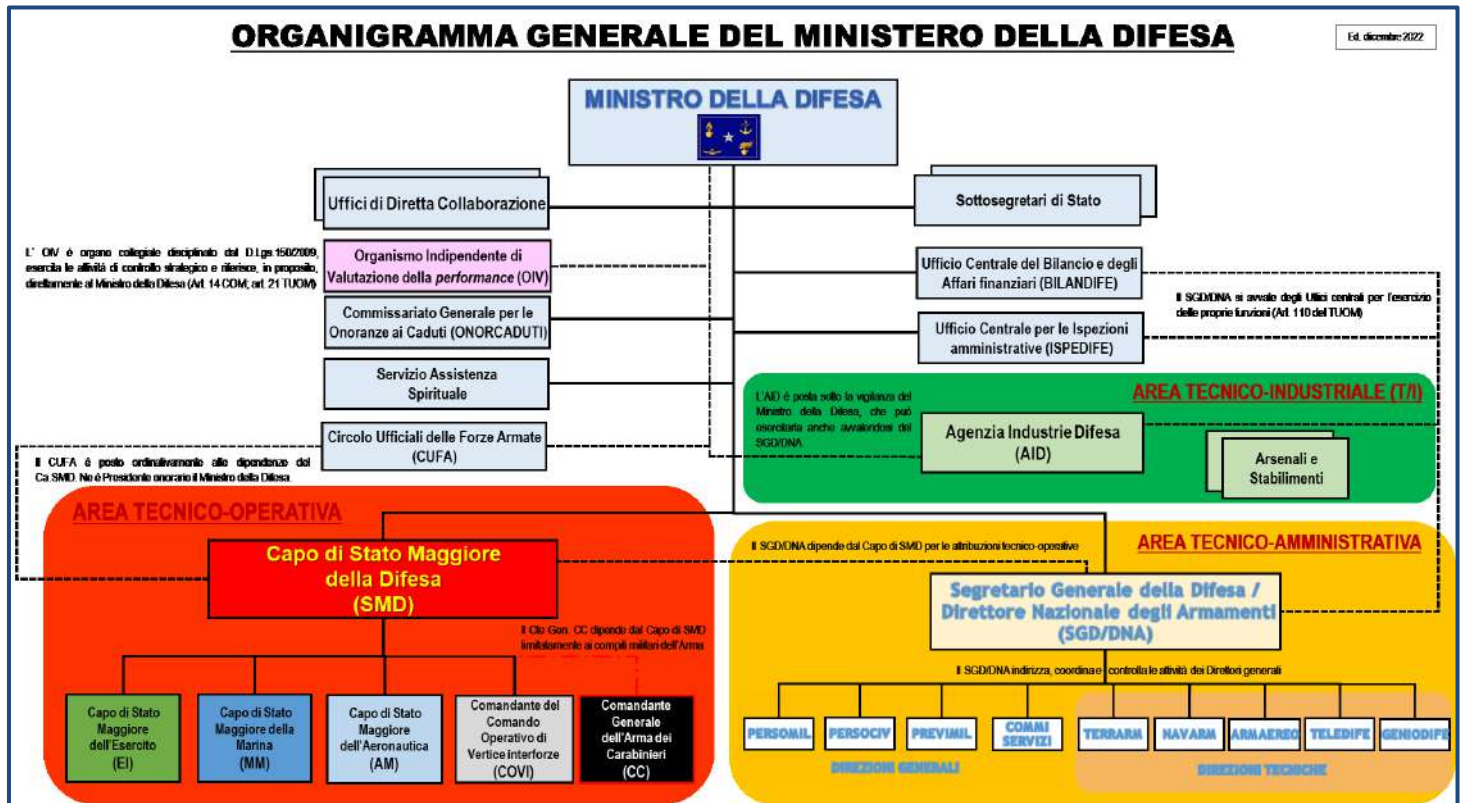 ORGANIGRAMMA GENERALE DEL MINISTERO DELLA DIFESA
Ed. dicembre 2022
MINISTRO DELLA DIFESA
Uffici di Diretta Collaborazione
Sottosegretari di Stato
L' OIV è organo collegiale disciplinato dal D.Lgs.150/2009,
esercita le attività di controllo strategico e riferisce, in proposito,
direttamente al Ministro della Difesa (Art. 14 COM; art. 21 TUOM)
Organismo Indipendente di
Valutazione della performance (OIV)
Ufficio Centrale del Bilancio e degli
Affari finanziari (BILANDIFE)
Il SGD/DNA si avvale degli Uffici centrali per l'esercizio
delle proprie funzioni (Art. 110 del TUOM)
Commissariato Generale per le
Onoranze ai Caduti (ONORCADUTI)
Ufficio Centrale per le Ispezioni
amministrative (ISPEDIFE)
Servizio Assistenza
Spirituale
AREA TECNICO-INDUSTRIALE (T/I)
L'AID è posta sotto la vigilanza del
Ministro della Difesa, che può
esercitarla anche avvalendosi del
SGD/DNA
Agenzia Industrie Difesa
(AID)
Arsenali e
Stabilimenti
Circolo Ufficiali delle Forze Armate
(CUFA)
Il CUFA è posto ordinativamente alle dipendenze del
Ca.SMD. Ne è Presidente onorario il Ministro della Difesa
AREA TECNICO-OPERATIVA
Capo di Stato Maggiore
della Difesa
(SMD)
Il Cte Gen. CC dipende dal Capo di SMD
limitatamente ai compiti militari dell'Arma
Capo di Stato
Maggiore
dell'Esercito
(EI)
Capo di Stato
Maggiore della
Marina
(MM)
Capo di Stato
Maggiore
dell'Aeronautica
(AM)
Comandante del
Comando
Operativo di
Vertice interforze
(COVI)
Comandante
Generale
dell'Arma dei
Carabinieri
(CC)
AREA TECNICO-AMMINISTRATIVA
Il SGD/DNA dipende dal Capo di SMD per le attribuzioni tecnico-operative
Segretario Generale della Difesa /
Direttore Nazionale degli Armamenti
(SGD/DNA)
Il SGD/DNA indirizza, coordina e controlla le attività dei Direttori generali
PERSOMIL
PERSOCIV
PREVIMIL
COMMI
SERVIZI
TERRARM
NAVARM
ARMAEREO
TELEDIFE
GENIODIFE
DIREZIONI GENERALI
DIREZIONI TECNICHE